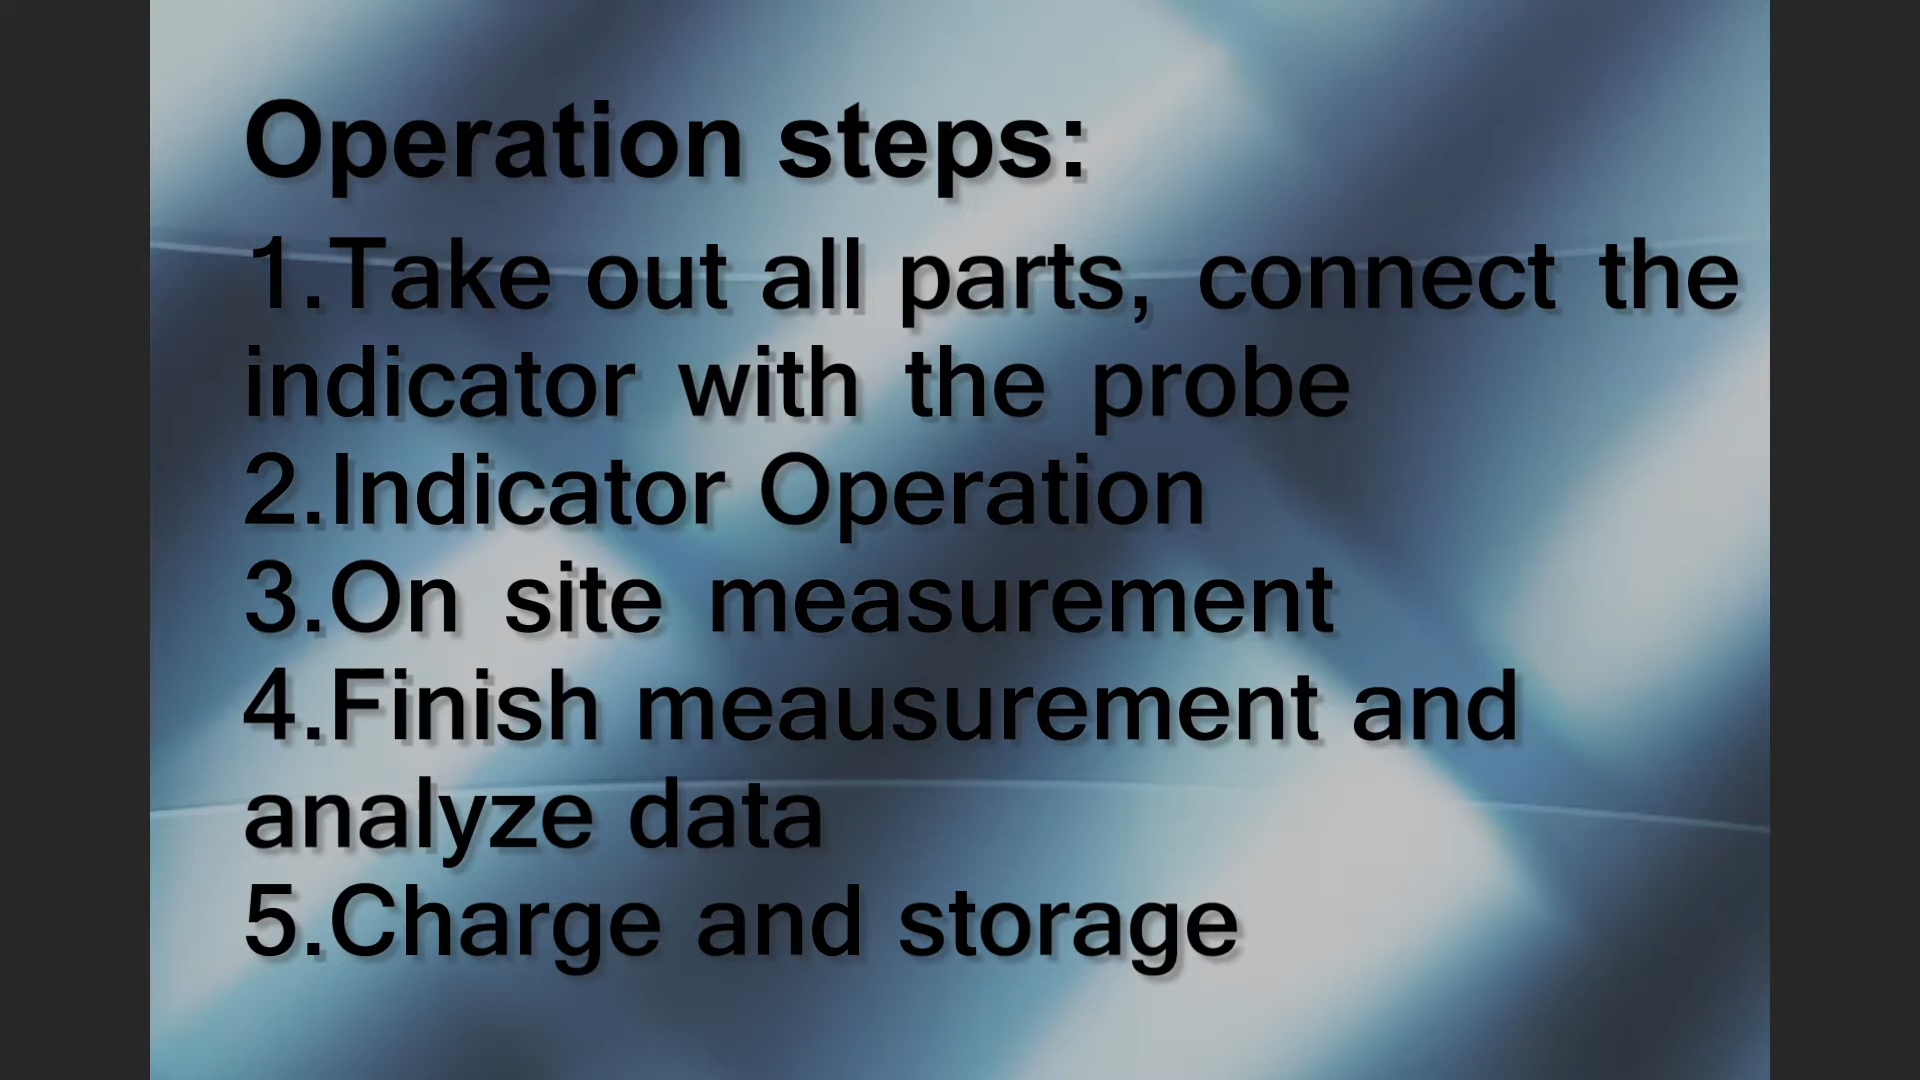 Operation steps:
1.Take out all parts, connect the
indicator with the probe
2.Indicator Operation
3.On site measurement
4.Finish meausurement and
analyze data
5.Charge and storage